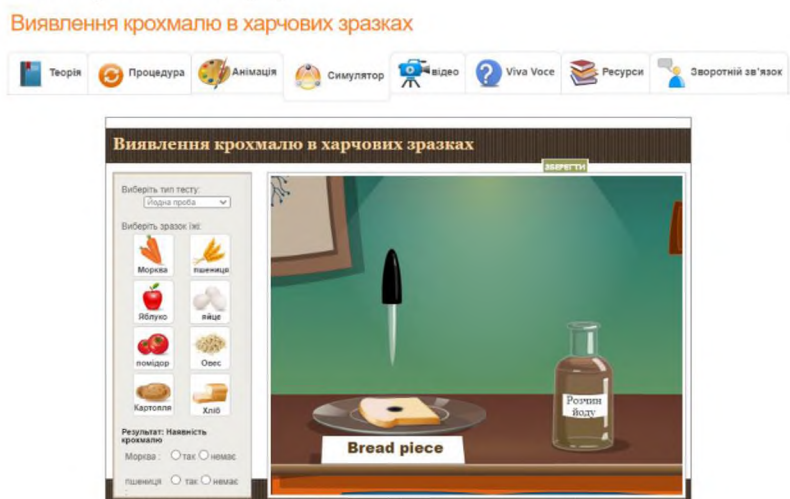 Виявлення крохмалю в харчових зразках
Теорія Процедура Анімація Симулятор відео Viva Voce Ресурси Зворотній зв'язок
Виявлення крохмалю в харчових зразках
ЗБЕРЕГТИ
Виберіть тип тесту:
Йодна проба
Виберіть зразок їжі:
Морква пшениця
Яблуко яйце
помідор Овес
Картопля Хліб
Результат: Наявність
крохмалю
Морква : так немає
пшениця так немає
:
Розчин
йоду
Bread piece